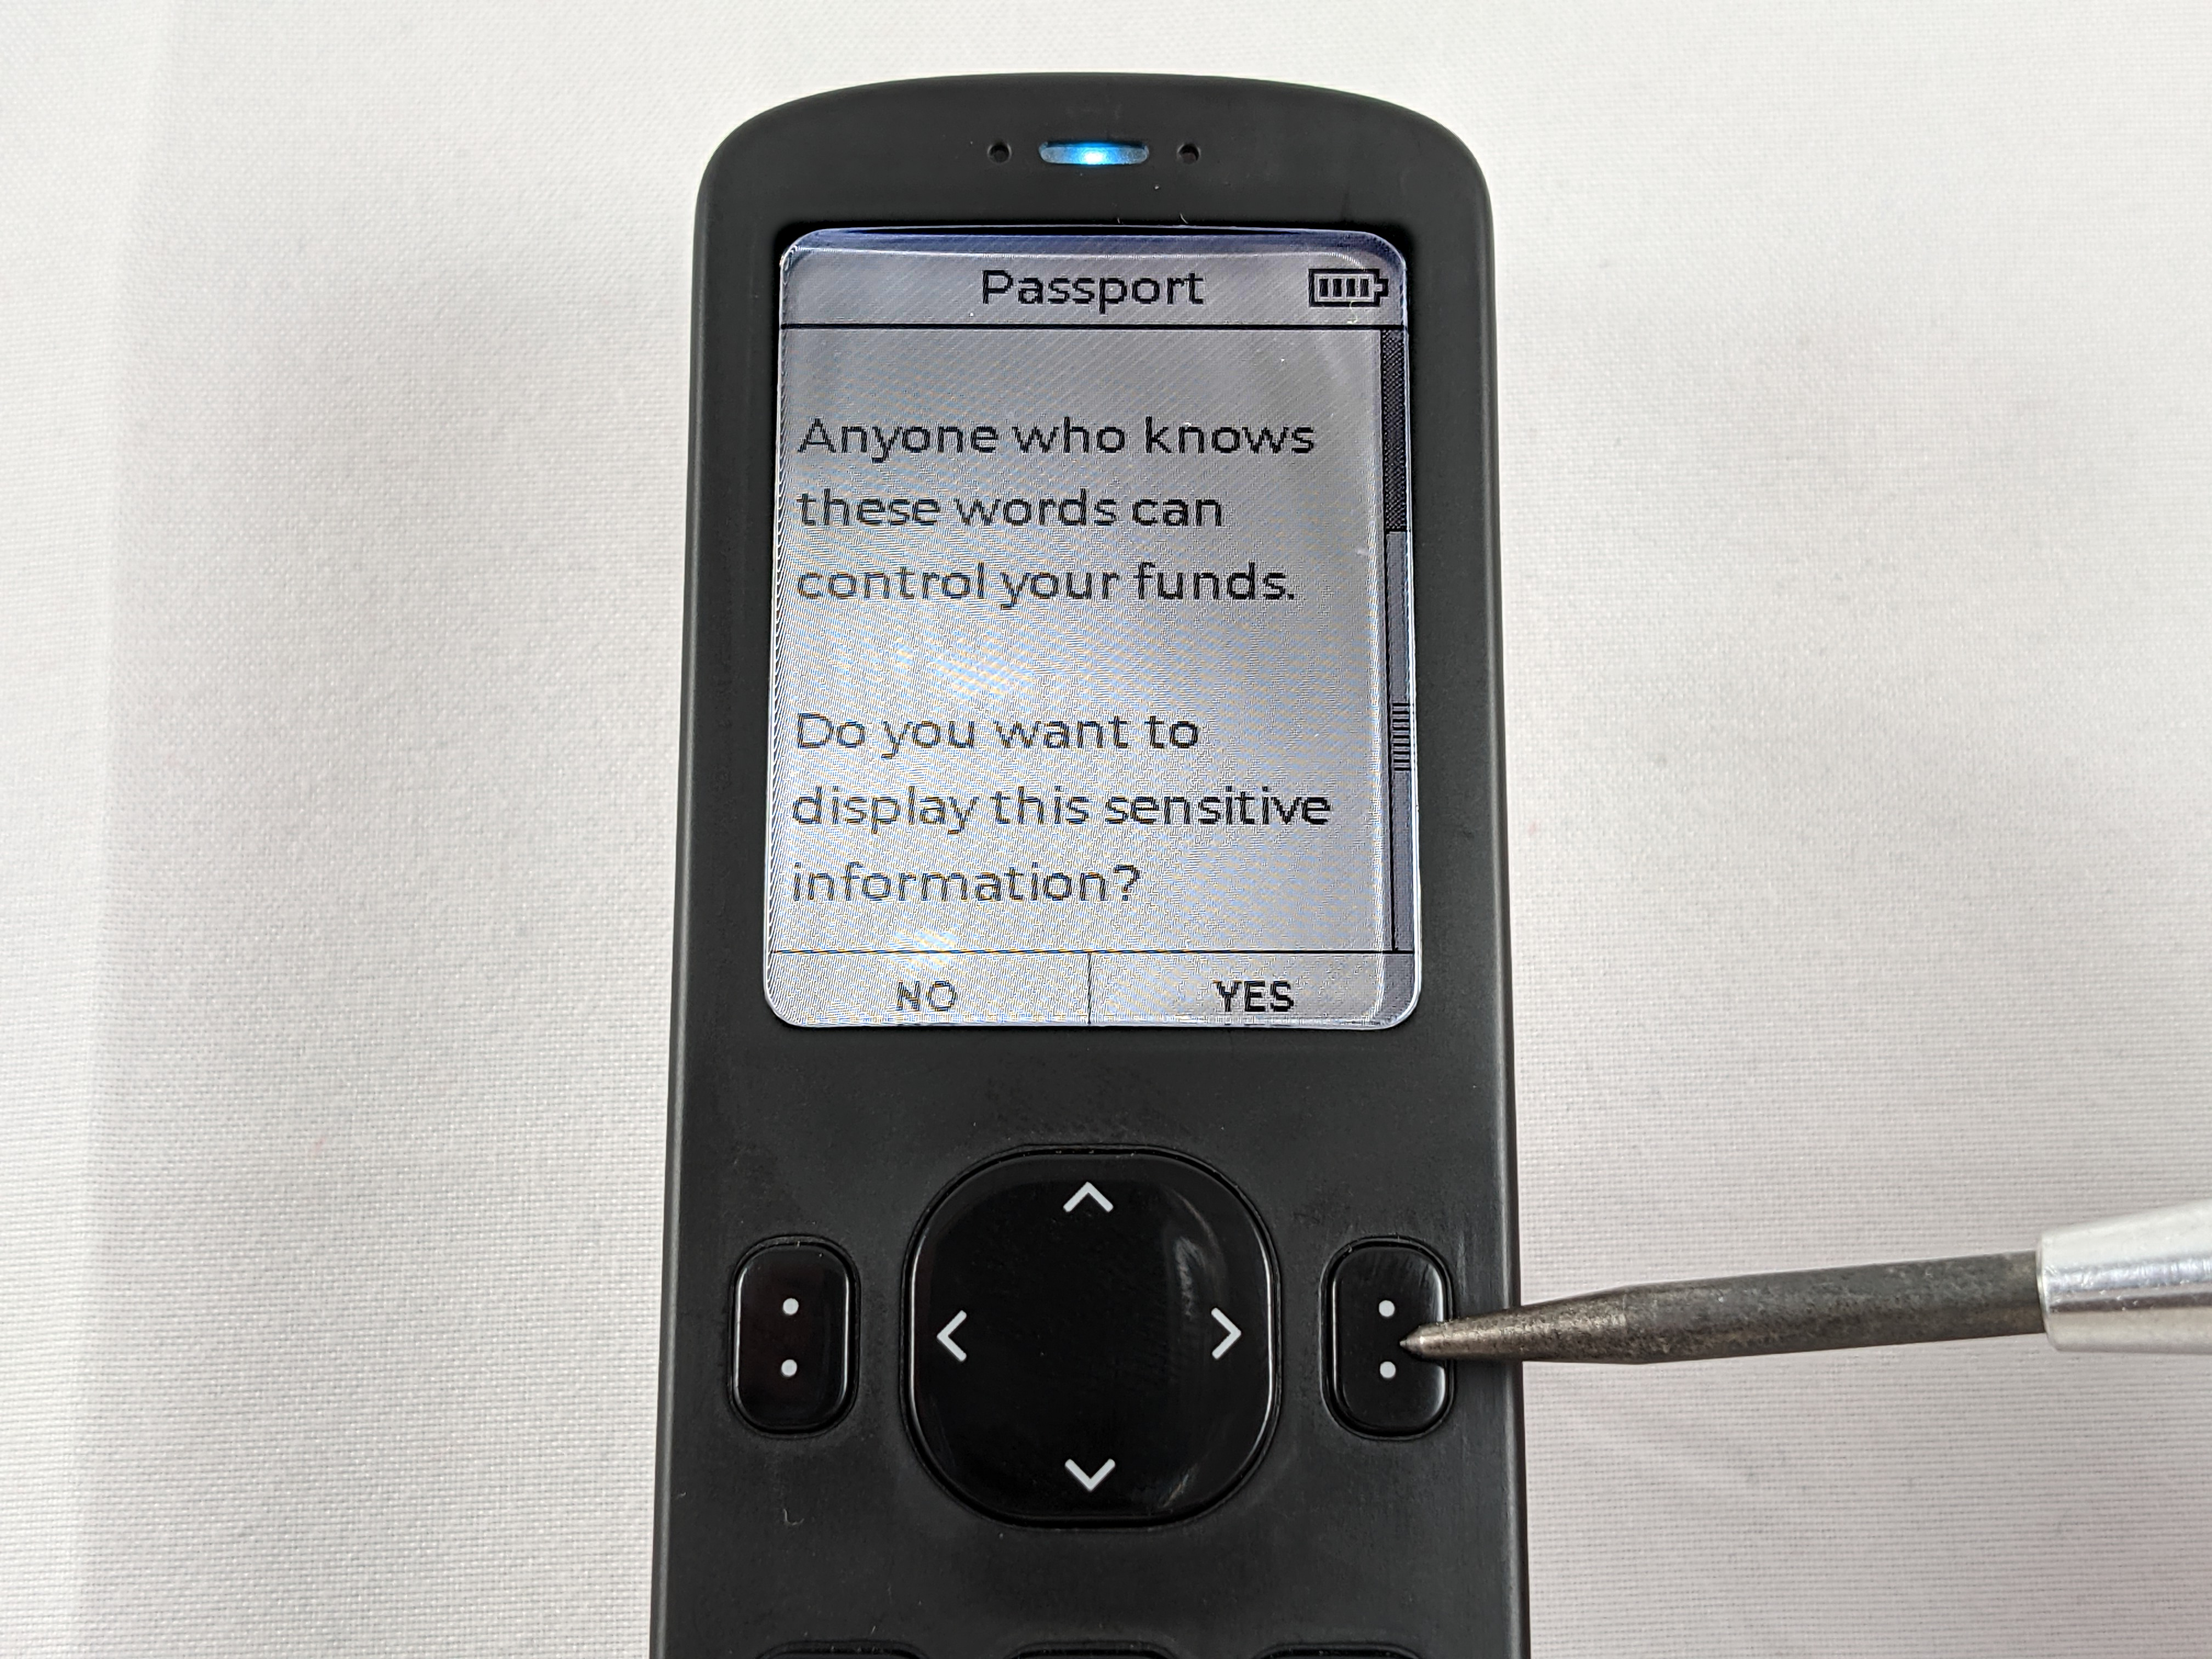 Passport
Anyone who knows
these words can
control your funds.
Do you want to
display this sensitive
information?
NO YES